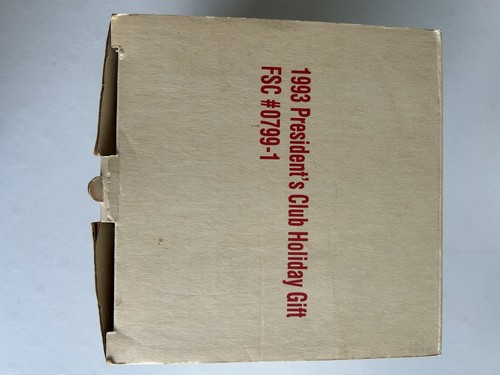 1993 President's Club Holiday Gift
FSC #0799-1